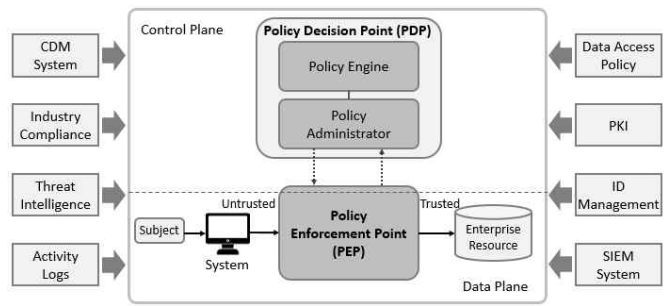 Control Plane
Policy Decision Point (PDP)
Policy Engine
Policy
Administrator
CDM
System
Industry
Compliance
Threat
Intelligence
Activity
Logs
Data Access
Policy
PKI
ID
Management
SIEM
System
Untrusted
Trusted
Subject
System
Policy
Enforcement Point
(PEP)
Enterprise
Resource
Data Plane